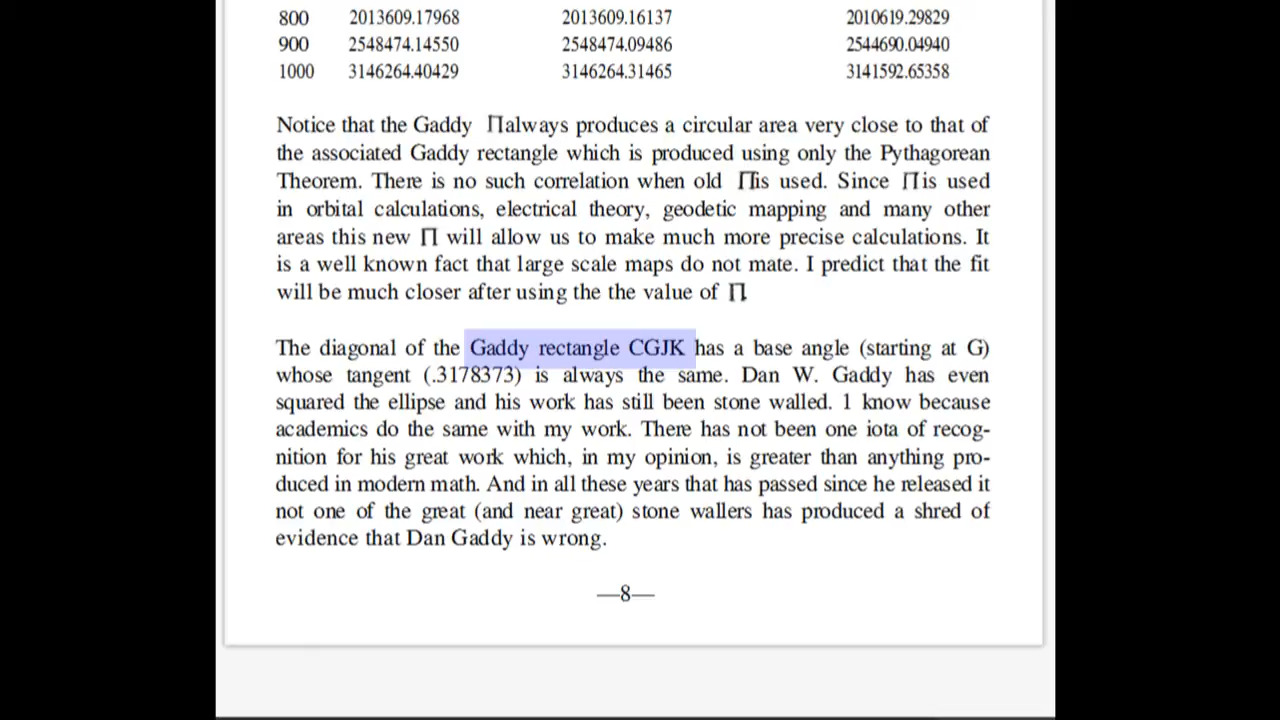 800 2013609.17968 2013609.16137 2010619.29829
900 2548474.14550 2548474.09486 2544690.04940
1000 3146264.40429 3146264.31465 3141592.65358
Notice that the Gaddy ∏always produces a circular area very close to that of
the associated Gaddy rectangle which is produced using only the Pythagorean
Theorem. There is no such correlation when old ∏is used. Since ∏is used
in orbital calculations, electrical theory, geodetic mapping and many other
areas this new ∏ will allow us to make much more precise calculations. It
is a well known fact that large scale maps do not mate. I predict that the fit
will be much closer after using the the value of ∏.
The diagonal of the Gaddy rectangle CGJK has a base angle (starting at G)
whose tangent (.3178373) is always the same. Dan W. Gaddy has even
squared the ellipse and his work has still been stone walled. 1 know because
academics do the same with my work. There has not been one iota of recog-
nition for his great work which, in my opinion, is greater than anything pro-
duced in modern math. And in all these years that has passed since he released it
not one of the great (and near great) stone wallers has produced a shred of
evidence that Dan Gaddy is wrong.
—8—